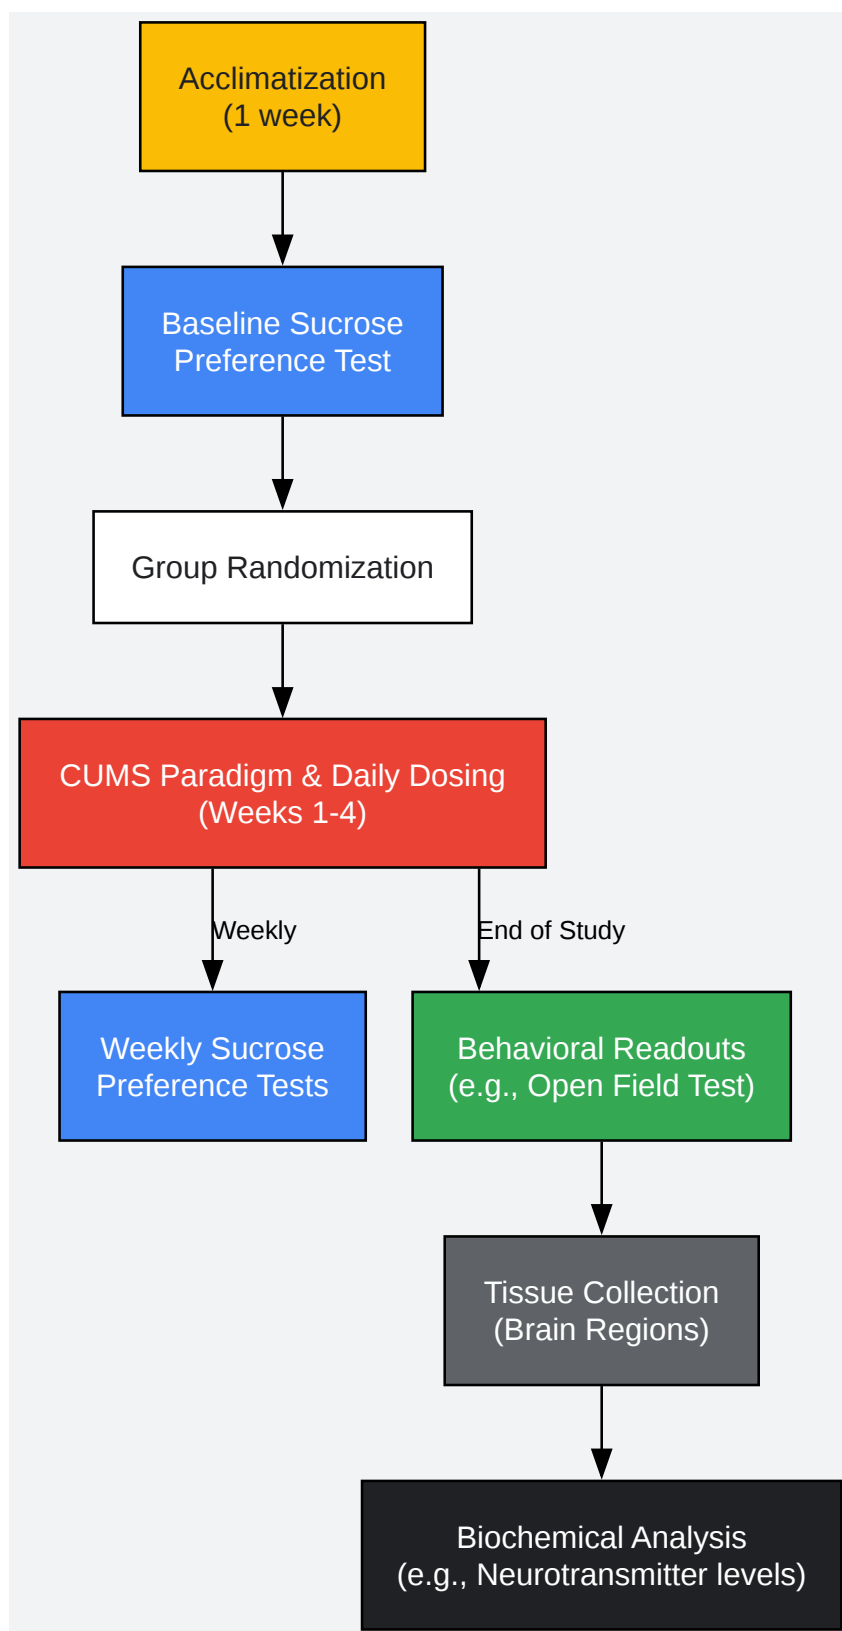 Acclimatization
(1 week)
Baseline Sucrose
Preference Test
Group Randomization
CUMS Paradigm & Daily Dosing
(Weeks 1-4)
Weekly
End of Study
Weekly Sucrose
Preference Tests
Behavioral Readouts
(e.g., Open Field Test)
Tissue Collection
(Brain Regions)
Biochemical Analysis
(e.g., Neurotransmitter levels)